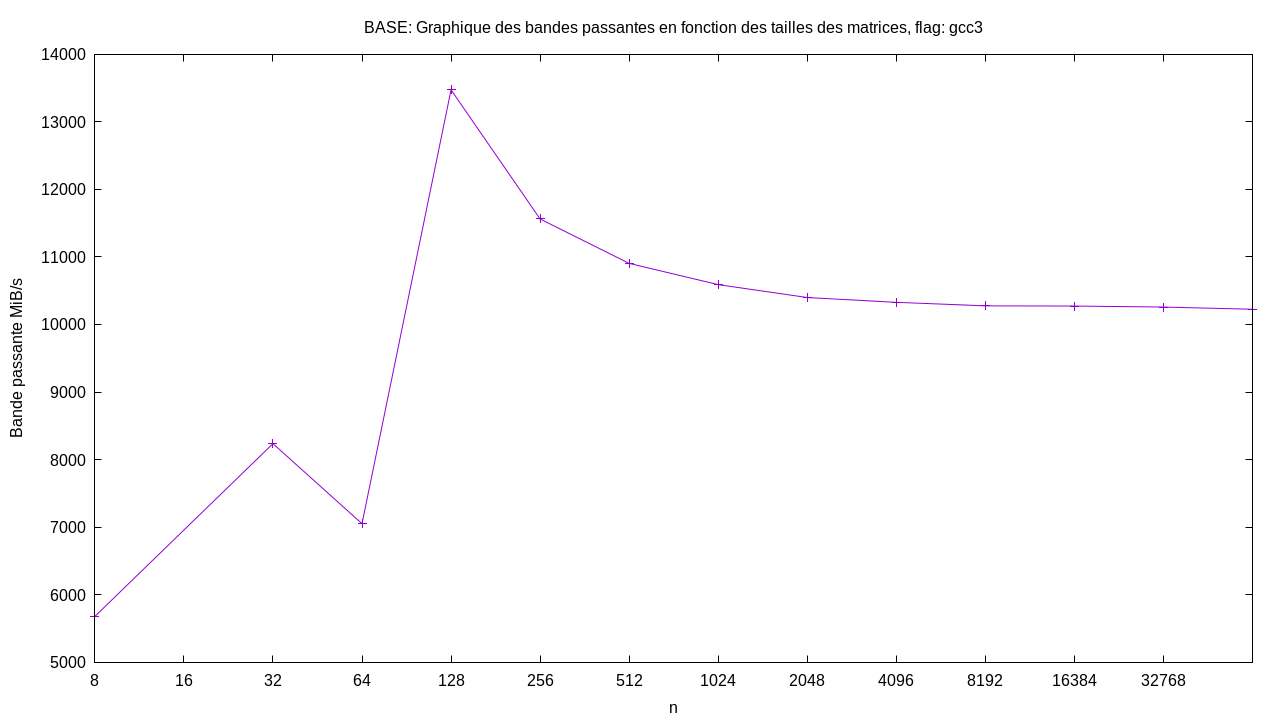 BASE: Graphique des bandes passantes en fonction des tailles des matrices, flag: gcc3
14000
13000
12000
11000
10000
9000
8000
7000
6000
5000
Bande passante MiB/s
8 16 32 64 128 256 512 1024 2048 4096 8192 16384 32768
n